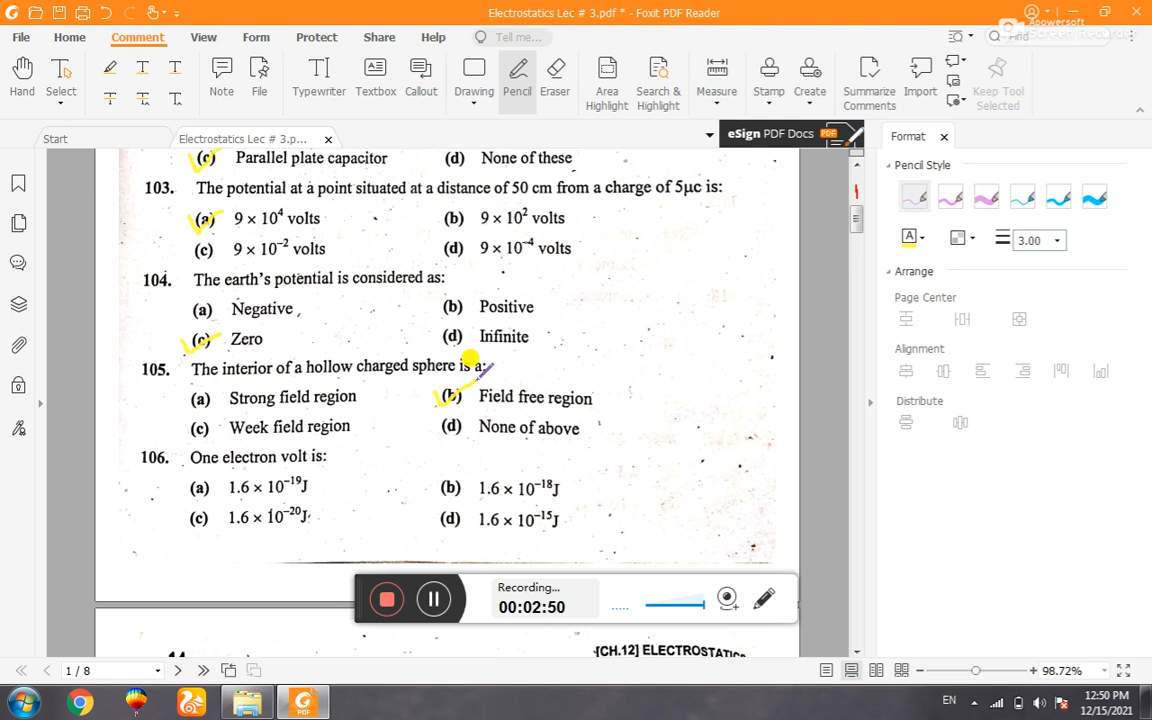 Electrostatics Lec # 3.pdf * - Foxit PDF Reader
Apowersoft
Screen Recorder
File Home Comment View Form Protect Share Help Tell me... Find
Hand Select Note File Typewriter Textbox Callout Drawing Pencil Eraser Area Highlight Search & Highlight Measure Stamp Create Summarize Comments Import Keep Tool Selected
Start Electrostatics Lec # 3.p... eSign PDF Docs PDF Format
(c) Parallel plate capacitor (d) None of these
103. The potential at a point situated at a distance of 50 cm from a charge of 5μc is:
(a) 9 × 10⁴ volts (b) 9 × 10² volts
(c) 9 × 10⁻² volts (d) 9 × 10⁻⁴ volts
104. The earth's potential is considered as:
(a) Negative (b) Positive
(c) Zero (d) Infinite
105. The interior of a hollow charged sphere is a:
(a) Strong field region (b) Field free region
(c) Week field region (d) None of above
106. One electron volt is:
(a) 1.6 × 10⁻¹⁹J (b) 1.6 × 10⁻¹⁸J
(c) 1.6 × 10⁻²⁰J (d) 1.6 × 10⁻¹⁵J
Pencil Style
A 3.00
Arrange
Page Center
Alignment
Distribute
Recording...
00:02:50
[CH.12] ELECTROSTATICS
1 / 8 98.72%
EN 12:50 PM
12/15/2021